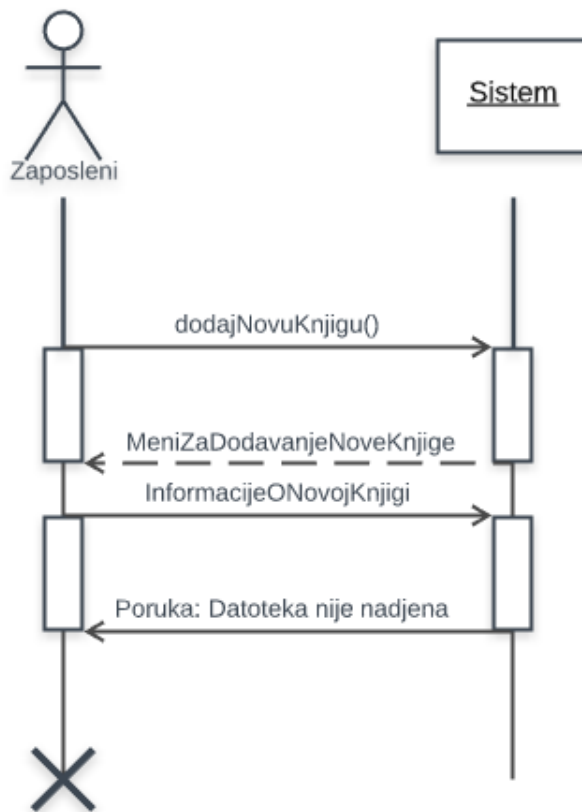 Zaposleni
Sistem
dodajNovuKnjigu()
MeniZaDodavanjeNoveKnjige
InformacijeONovojKnjigi
Poruka: Datoteka nije nadjena